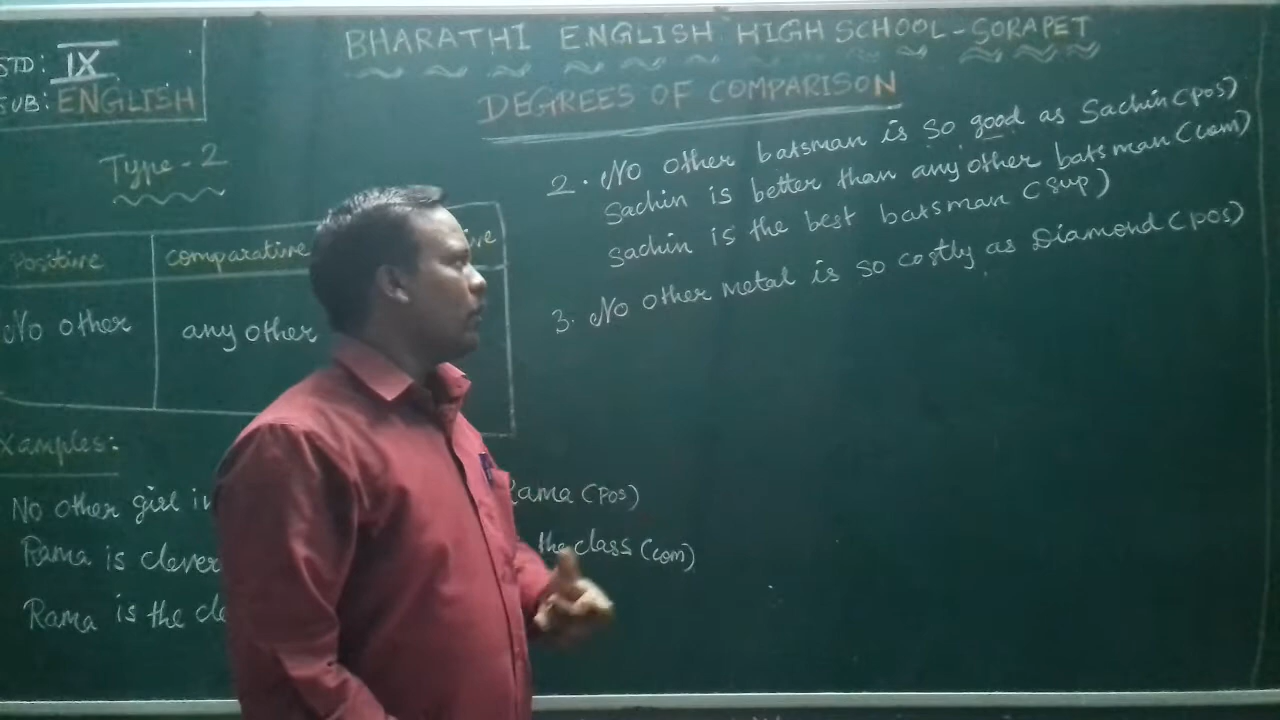 STD: IX
SUB: ENGLISH
BHARATHI ENGLISH HIGH SCHOOL - SORAPET
DEGREES OF COMPARISON
Type-2
Positive comparative
No other any other
Examples:
No other girl in Rama (pos)
Rama is clever the class (com)
Rama is the cle
2. No other batsman is so good as Sachin (pos)
Sachin is better than any other batsman (com)
Sachin is the best batsman (sup)
3. No other metal is so costly as Diamond (pos)